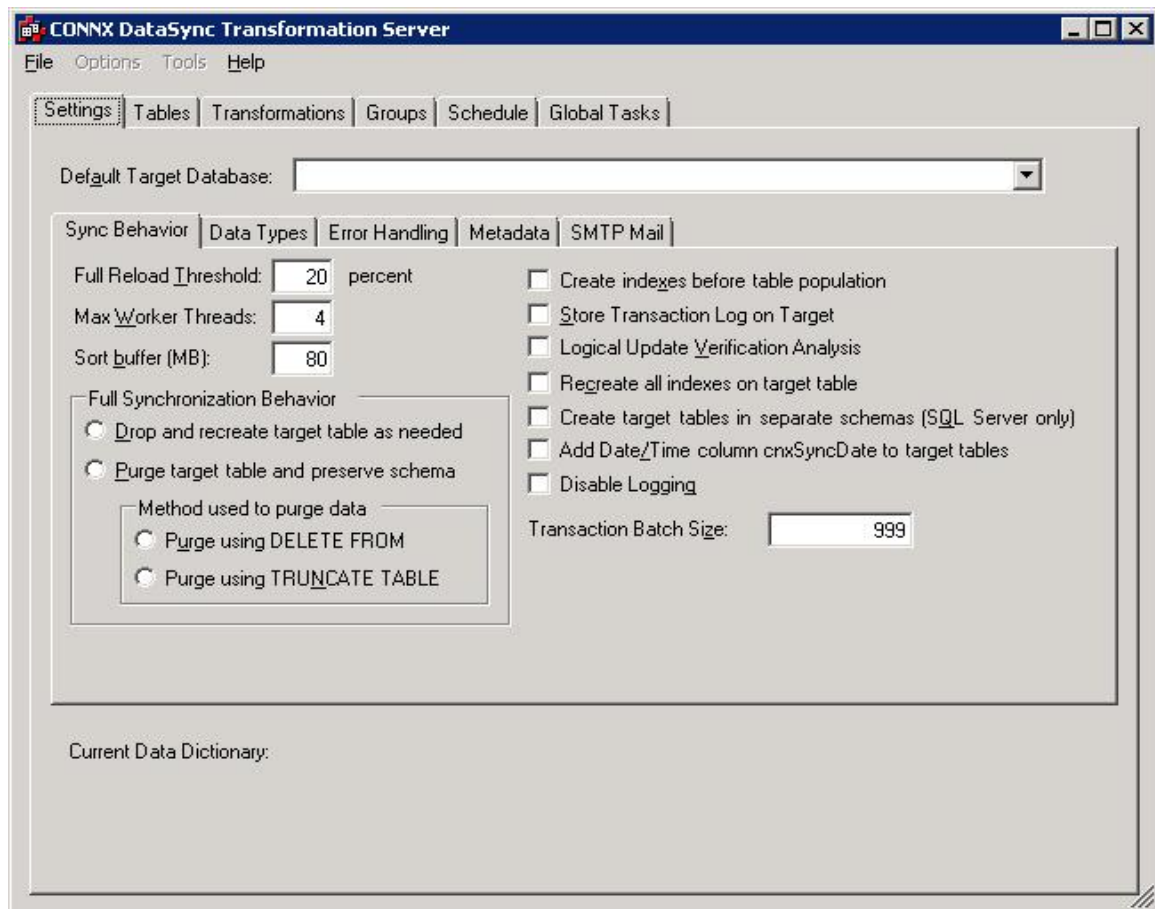 CONNX DataSync Transformation Server
File Options Tools Help
Settings Tables Transformations Groups Schedule Global Tasks
Default Target Database:
Sync Behavior Data Types Error Handling Metadata SMTP Mail
Full Reload Threshold: 20 percent
Max Worker Threads: 4
Sort buffer (MB): 80
Full Synchronization Behavior
Drop and recreate target table as needed
Purge target table and preserve schema
Method used to purge data
Purge using DELETE FROM
Purge using TRUNCATE TABLE
Create indexes before table population
Store Transaction Log on Target
Logical Update Verification Analysis
Recreate all indexes on target table
Create target tables in separate schemas (SQL Server only)
Add Date/Time column cnxSyncDate to target tables
Disable Logging
Transaction Batch Size: 999
Current Data Dictionary: